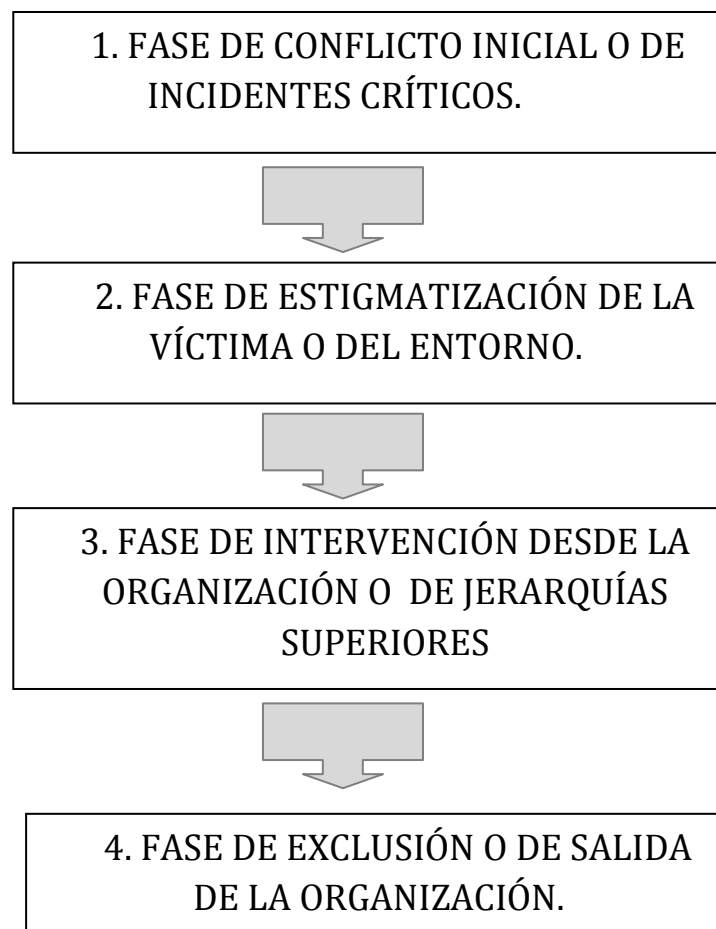 1. FASE DE CONFLICTO INICIAL O DE
INCIDENTES CRÍTICOS.
2. FASE DE ESTIGMATIZACIÓN DE LA
VÍCTIMA O DEL ENTORNO.
3. FASE DE INTERVENCIÓN DESDE LA
ORGANIZACIÓN O DE JERARQUÍAS
SUPERIORES
4. FASE DE EXCLUSIÓN O DE SALIDA
DE LA ORGANIZACIÓN.